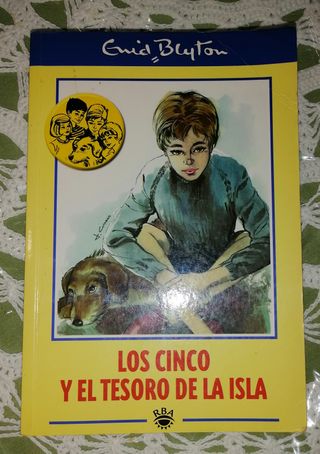 Enid Blyton
LOS CINCO
Y EL TESORO DE LA ISLA
RBA